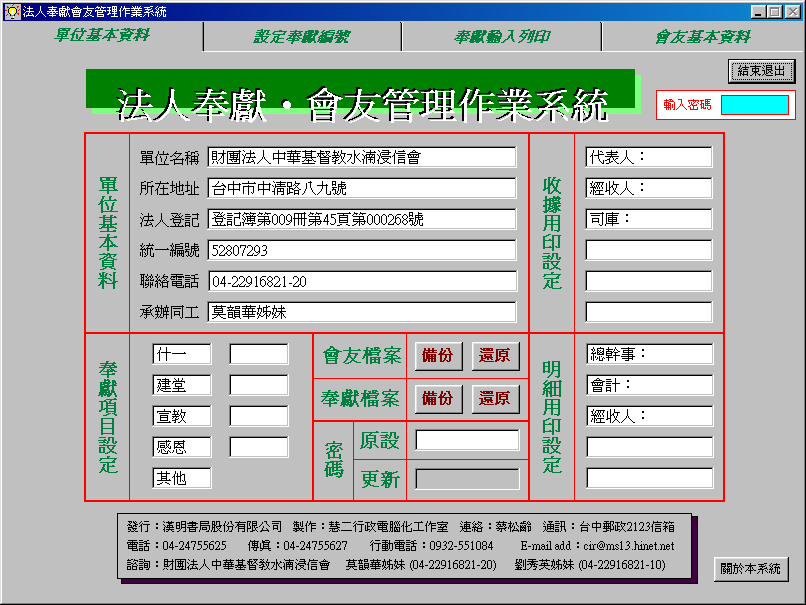 法人奉獻會友管理作業系統
單位基本資料 設定奉獻編號 奉獻輸入列印 會友基本資料
結束退出
法人奉獻・會友管理作業系統
輸入密碼
單位基本資料
單位名稱 財團法人中華基督教水湳浸信會
所在地址 台中市中清路八九號
法人登記 登記簿第009冊第45頁第000268號
統一編號 52807293
聯絡電話 04-22916821-20
承辦同工 莫韻華姊妹
收據用印設定
代表人：
經收人：
司庫：
奉獻項目設定
什一
建堂
宣教
感恩
其他
會友檔案 備份 還原
奉獻檔案 備份 還原
密碼
原設
更新
明細用印設定
總幹事：
會計：
經收人：
發行：漢明書局股份有限公司 製作：慧二行政電腦化工作室 連絡：蔡松齡 通訊：台中郵政2123信箱
電話：04-24755625 傳真：04-24755627 行動電話：0932-551084 E-mail add：cir@ms13.hinet.net
諮詢：財團法人中華基督教水湳浸信會 莫韻華姊妹 (04-22916821-20) 劉秀英姊妹 (04-22916821-10)
關於本系統